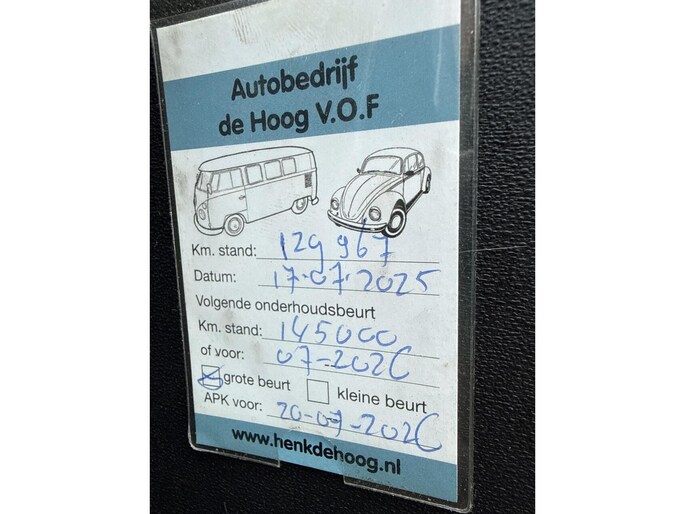 Autobedrijf
de Hoog V.O.F
Km. stand: 129 967
Datum: 17-07-2025
Volgende onderhoudsbeurt
Km. stand: 145000
of voor: 07-2026
grote beurt kleine beurt
APK voor: 20-07-2026
www.henkdehoog.nl